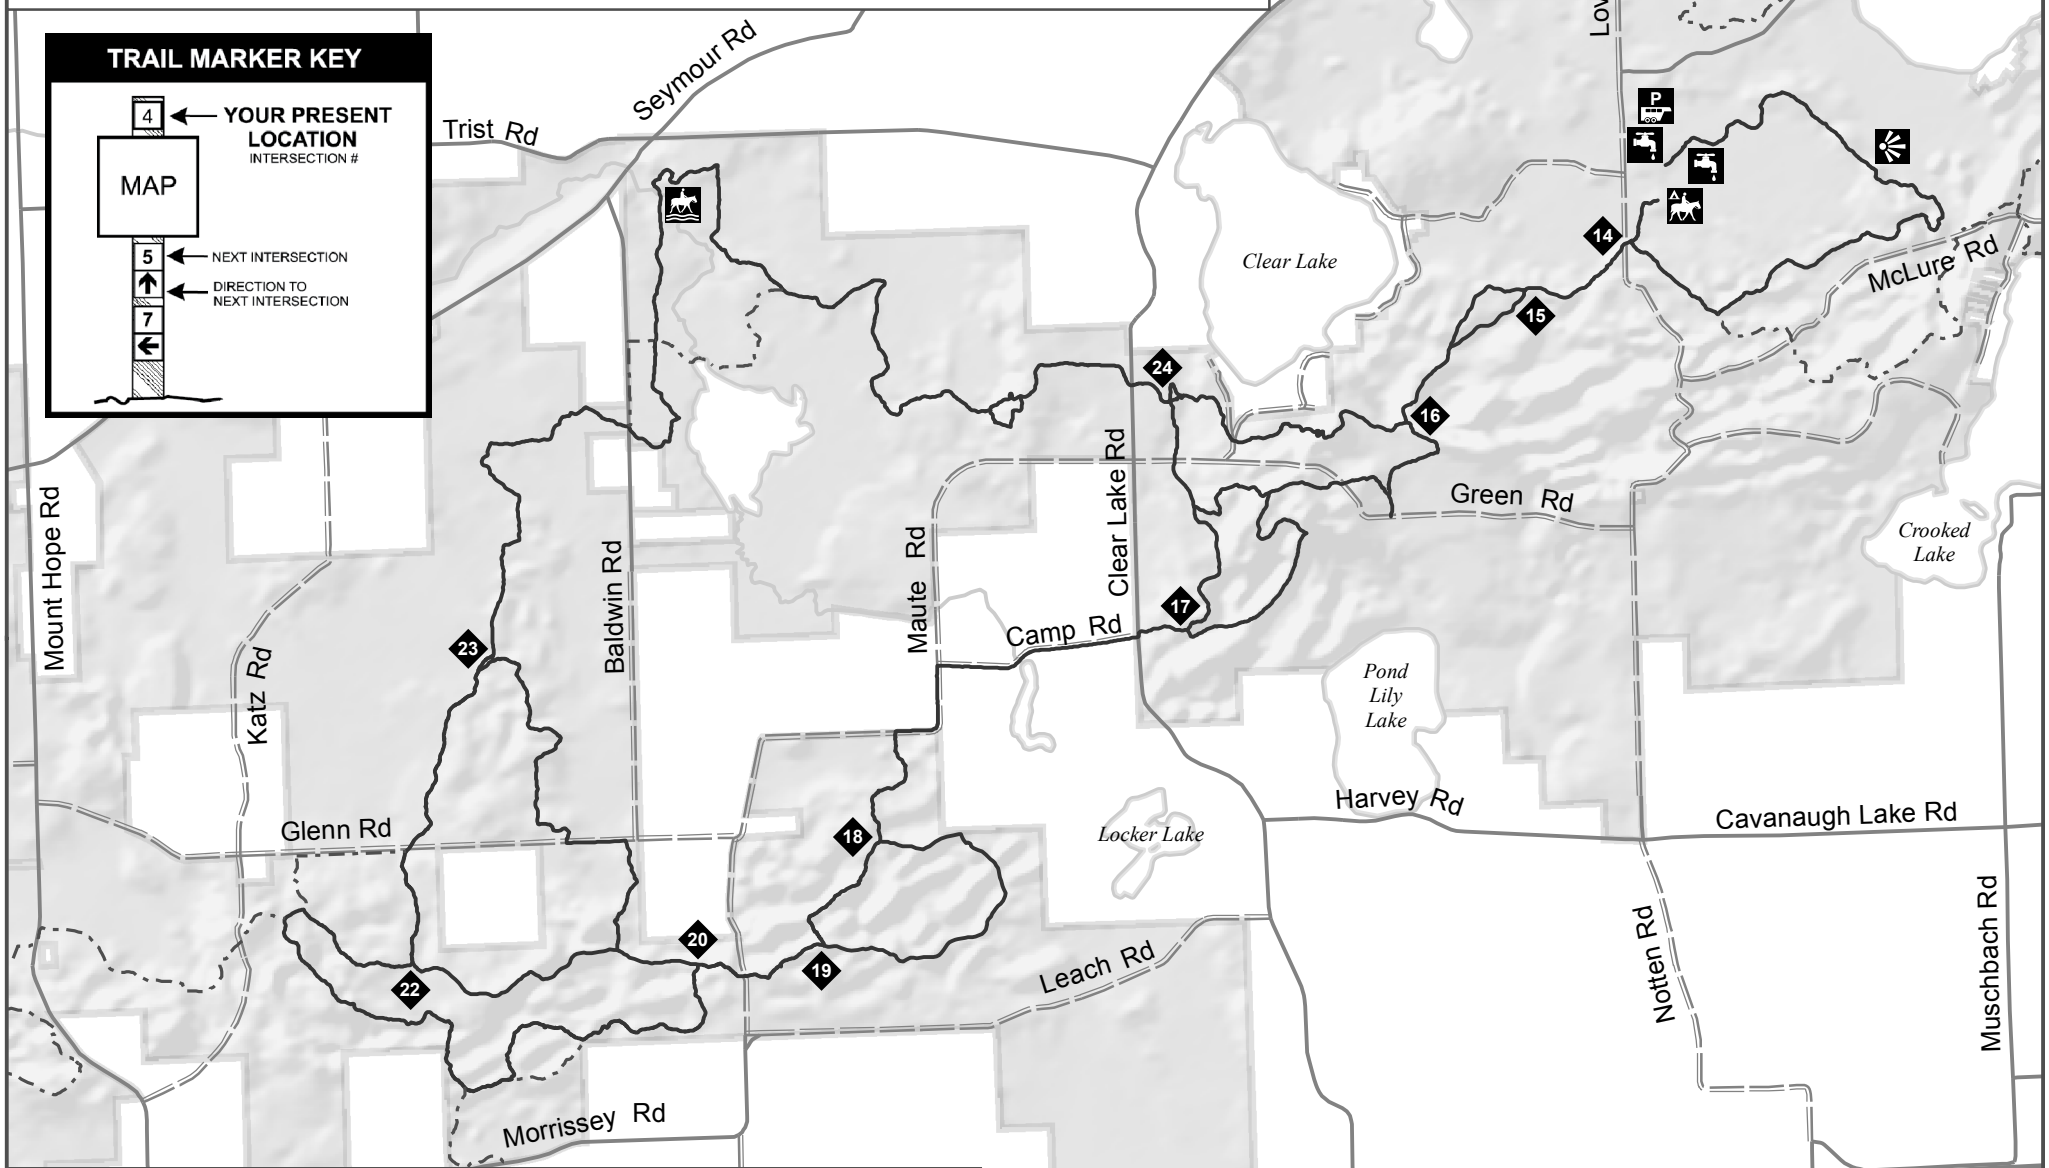 TRAIL MARKER KEY
4
YOUR PRESENT
LOCATION
INTERSECTION #
MAP
5
NEXT INTERSECTION
DIRECTION TO
NEXT INTERSECTION
7
Seymour Rd
Trist Rd
P
14
Clear Lake
McLure Rd
15
24
16
Mount Hope Rd
Katz Rd
Baldwin Rd
Maute Rd
Clear Lake Rd
Green Rd
Crooked
Lake
17
Camp Rd
23
Pond
Lily
Lake
Harvey Rd
Cavanaugh Lake Rd
Glenn Rd
18
Locker Lake
20
19
22
Leach Rd
Notten Rd
Muschbach Rd
Morrissey Rd